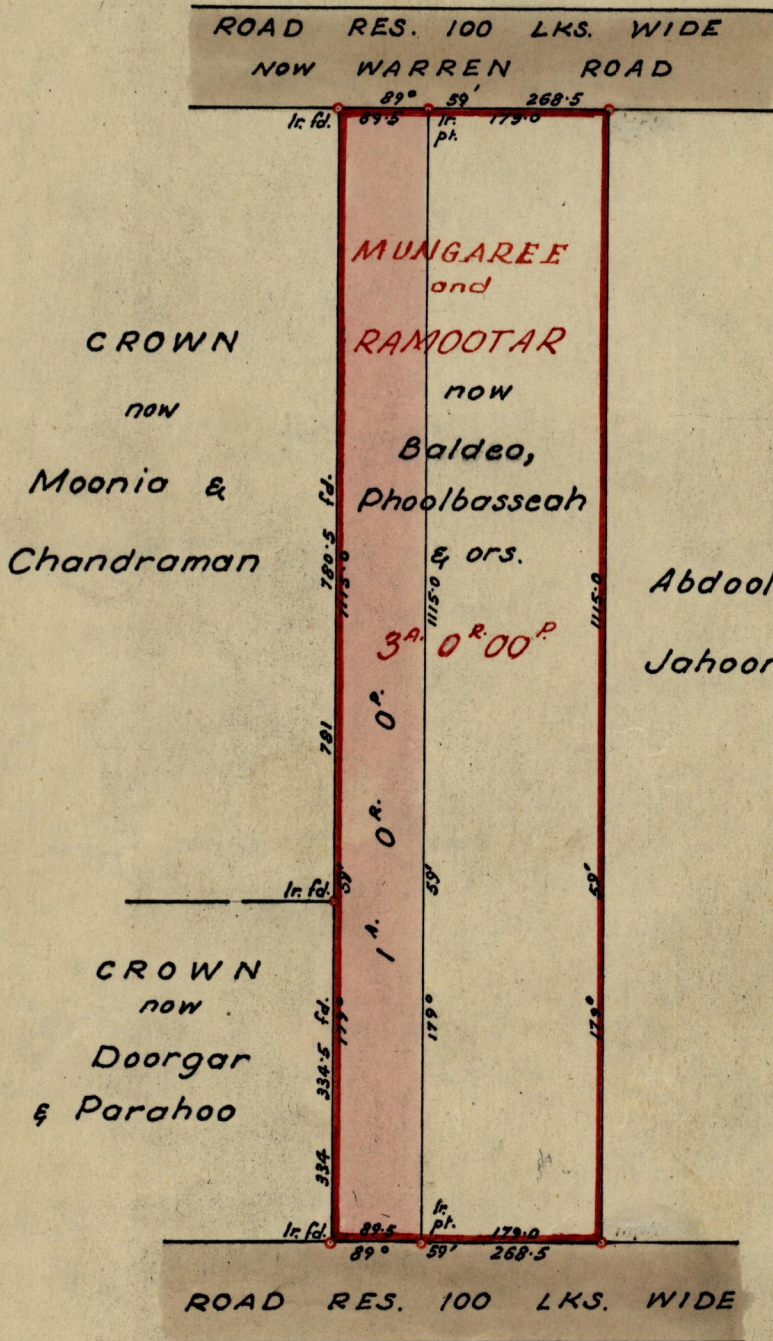 ROAD RES. 100 LKS. WIDE
NOW WARREN ROAD
89° 59' 268.5
Ir. fd. 89.5 Ir. pt. 179.0
MUNGAREE
and
RAMOOTAR
now
Baldeo,
Phoolbasseah
& ors.
3A. 0R. 00P.
CROWN
now
Moonia &
Chandraman
Abdool
Jahoor
780.5 fd.
781
1115.0
1115.0
1115.0
1A. 0R. 0P.
179° 59'
179° 59'
179° 59'
Ir. fd.
CROWN
now
Doorgar
& Parahoo
334.5 fd.
334
Ir. fd. 89.5 Ir. pt. 179.0
89° 59' 268.5
ROAD RES. 100 LKS. WIDE